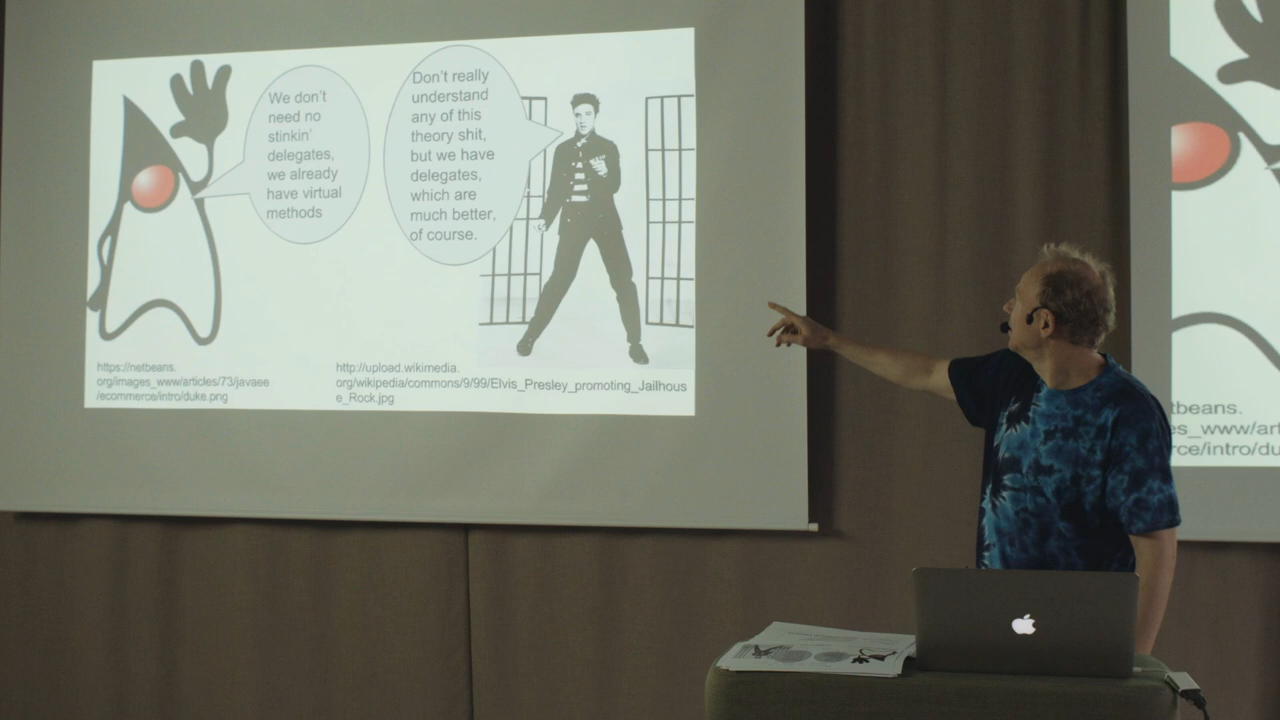 We don't
need no
stinkin'
delegates,
we already
have virtual
methods
Don't really
understand
any of this
theory shit,
but we have
delegates,
which are
much better,
of course.
https://netbeans.
org/images_www/articles/73/javaee
/ecommerce/intro/duke.png
http://upload.wikimedia.
org/wikipedia/commons/9/99/Elvis_Presley_promoting_Jailhous
e_Rock.jpg
tbeans.
es_www/art
rce/intro/du